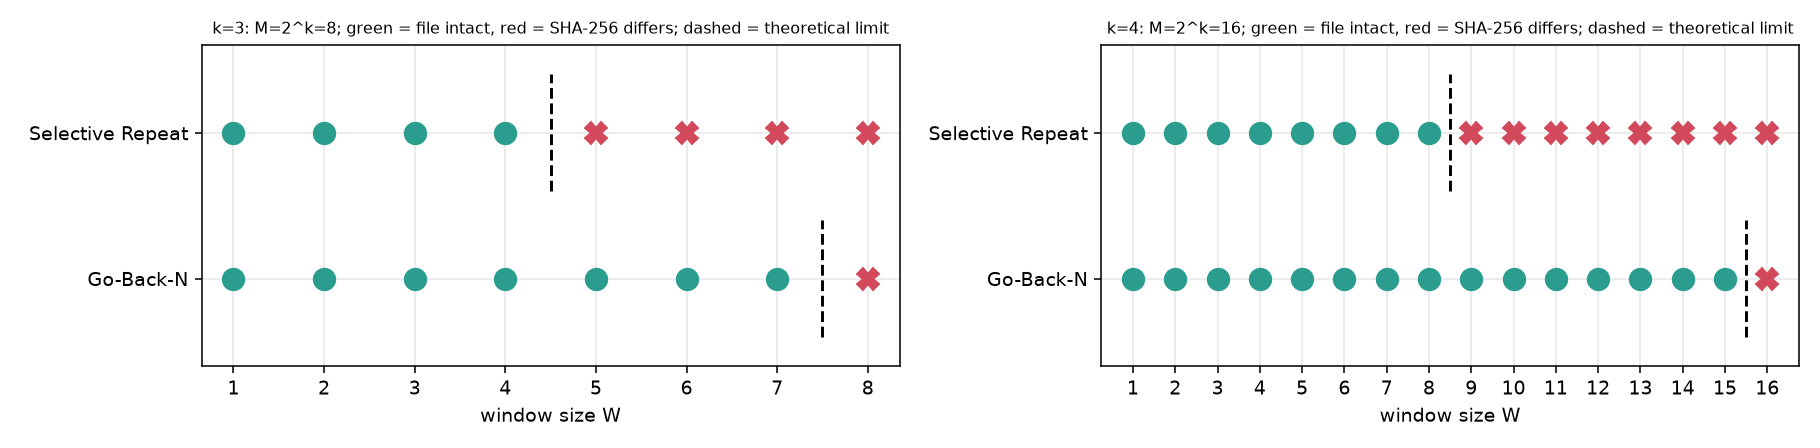 k=3: M=2^k=8; green = file intact, red = SHA-256 differs; dashed = theoretical limit
Selective Repeat
Go-Back-N
1 2 3 4 5 6 7 8
window size W
k=4: M=2^k=16; green = file intact, red = SHA-256 differs; dashed = theoretical limit
Selective Repeat
Go-Back-N
1 2 3 4 5 6 7 8 9 10 11 12 13 14 15 16
window size W